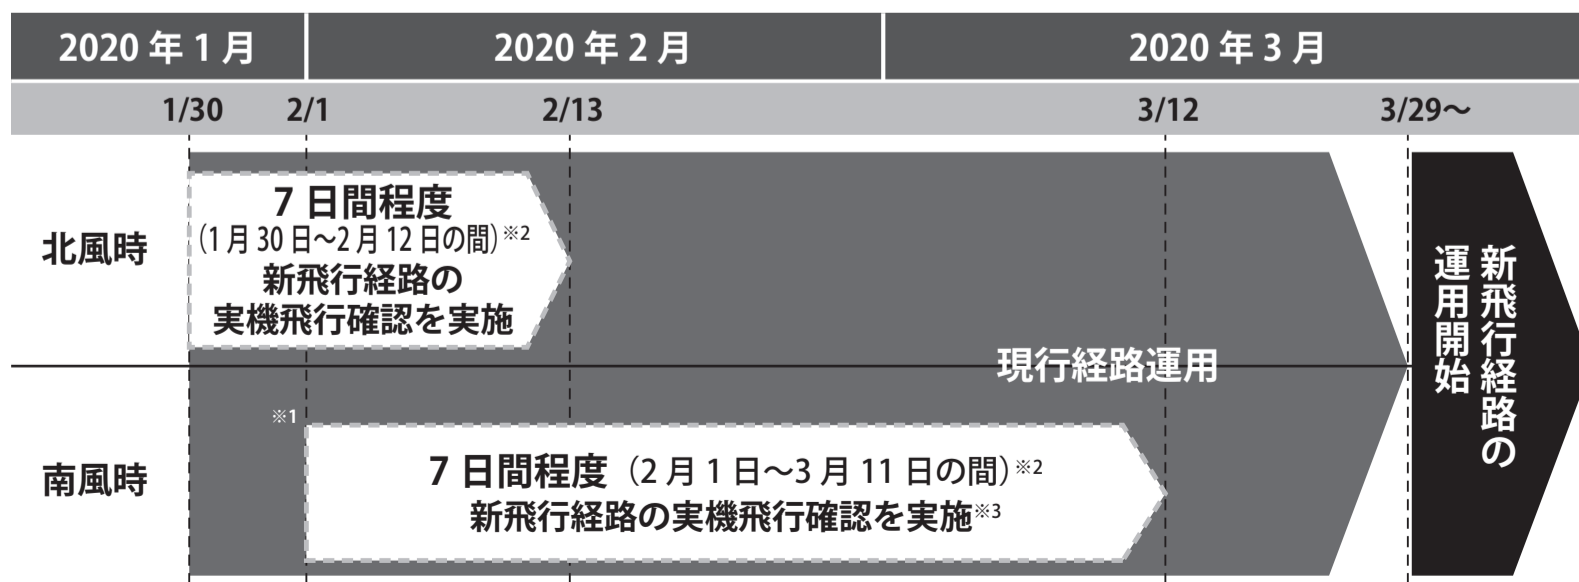 2020 年 1 月
2020 年 2 月
2020 年 3 月
1/30
2/1
2/13
3/12
3/29〜
北風時
7 日間程度
(1 月 30 日〜2 月 12 日の間)※2
新飛行経路の
実機飛行確認を実施
現行経路運用
新飛行経路の
運用開始
南風時
※1
7 日間程度（2 月 1 日〜3 月 11 日の間）※2
新飛行経路の実機飛行確認を実施※3